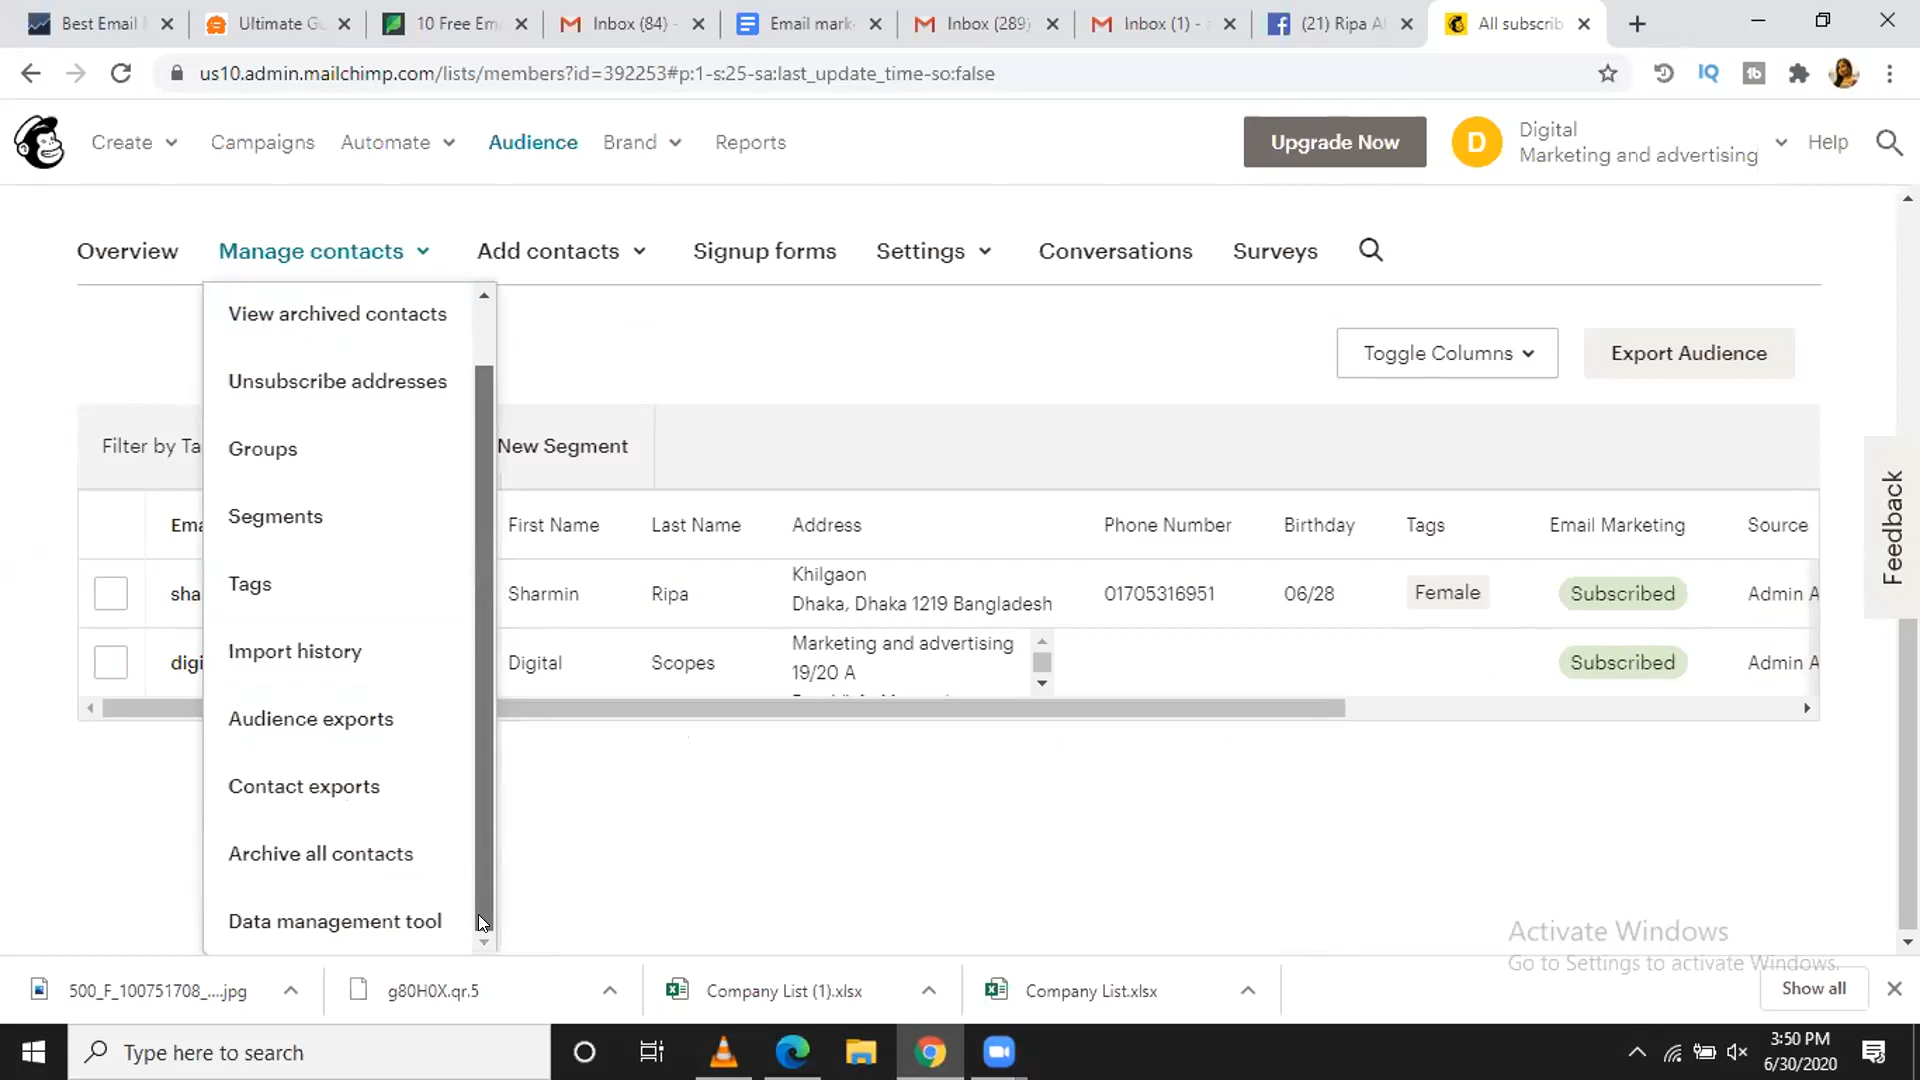 Best Email
Ultimate Gu
10 Free Em
Inbox (84) -
Email mark
Inbox (289)
Inbox (1) -
(21) Ripa Al
All subscrib
us10.admin.mailchimp.com/lists/members?id=392253#p:1-s:25-sa:last_update_time-so:false
IQ
tb
Create
Campaigns
Automate
Audience
Brand
Reports
Upgrade Now
D
Digital
Marketing and advertising
Help
Overview
Manage contacts
Add contacts
Signup forms
Settings
Conversations
Surveys
View archived contacts
Unsubscribe addresses
Groups
Segments
Tags
Import history
Audience exports
Contact exports
Archive all contacts
Data management tool
Toggle Columns
Export Audience
Filter by Ta
New Segment
Ema
First Name
Last Name
Address
Phone Number
Birthday
Tags
Email Marketing
Source
sha
Sharmin
Ripa
Khilgaon
Dhaka, Dhaka 1219 Bangladesh
01705316951
06/28
Female
Subscribed
Admin A
digi
Digital
Scopes
Marketing and advertising
19/20 A
Subscribed
Admin A
Feedback
Activate Windows
Go to Settings to activate Windows.
500_F_100751708_....jpg
g80H0X.qr.5
Company List (1).xlsx
Company List.xlsx
Show all
Type here to search
3:50 PM
6/30/2020